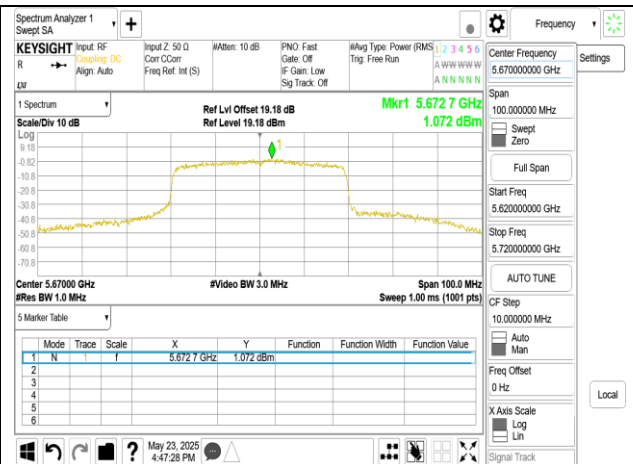 Spectrum Analyzer 1
Swept SA
+
Frequency
KEYSIGHT
R
Input: RF
Coupling: DC
Align: Auto
Input Z: 50 Ω
Corr CCorr
Freq Ref: Int (S)
#Atten: 10 dB
PNO: Fast
Gate: Off
IF Gain: Low
Sig Track: Off
#Avg Type: Power (RMS
Trig: Free Run
1 2 3 4 5 6
A W W W W W
A N N N N N
LXI
1 Spectrum
Scale/Div 10 dB
Ref Lvl Offset 19.18 dB
Ref Level 19.18 dBm
Mkr1 5.672 7 GHz
1.072 dBm
Log
9.18
-0.82
-10.8
-20.8
-30.8
-40.8
-50.8
-60.8
-70.8
1
Center 5.67000 GHz
#Video BW 3.0 MHz
Span 100.0 MHz
#Res BW 1.0 MHz
Sweep 1.00 ms (1001 pts)
5 Marker Table
Mode Trace Scale X Y Function Function Width Function Value
1 N 1 f 5.672 7 GHz 1.072 dBm
2
3
4
5
6
?
May 23, 2025
4:47:28 PM
Center Frequency
5.670000000 GHz
Settings
Span
100.000000 MHz
Swept
Zero
Full Span
Start Freq
5.620000000 GHz
Stop Freq
5.720000000 GHz
AUTO TUNE
CF Step
10.000000 MHz
Auto
Man
Freq Offset
0 Hz
Local
X Axis Scale
Log
Lin
Signal Track